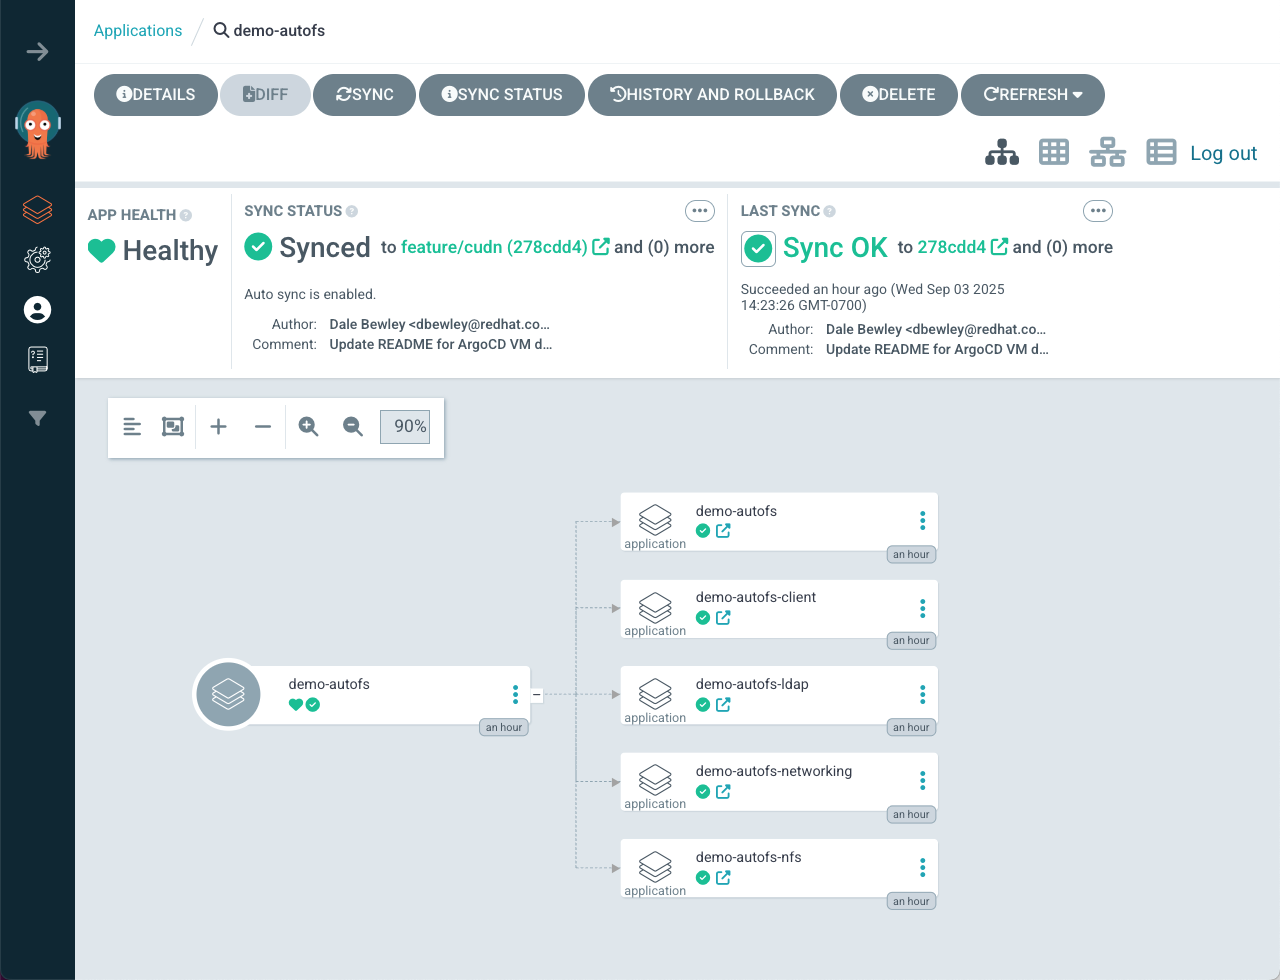 Applications / demo-autofs
DETAILS DIFF SYNC SYNC STATUS HISTORY AND ROLLBACK DELETE REFRESH
Log out
APP HEALTH
Healthy
SYNC STATUS
Synced to feature/cudn (278cdd4) and (0) more
Auto sync is enabled.
Author: Dale Bewley <dbewley@redhat.co...
Comment: Update README for ArgoCD VM d...
LAST SYNC
Sync OK to 278cdd4 and (0) more
Succeeded an hour ago (Wed Sep 03 2025
14:23:26 GMT-0700)
Author: Dale Bewley <dbewley@redhat.co...
Comment: Update README for ArgoCD VM d...
90%
demo-autofs
an hour
demo-autofs
application
an hour
demo-autofs-client
application
an hour
demo-autofs-ldap
application
an hour
demo-autofs-networking
application
an hour
demo-autofs-nfs
application
an hour